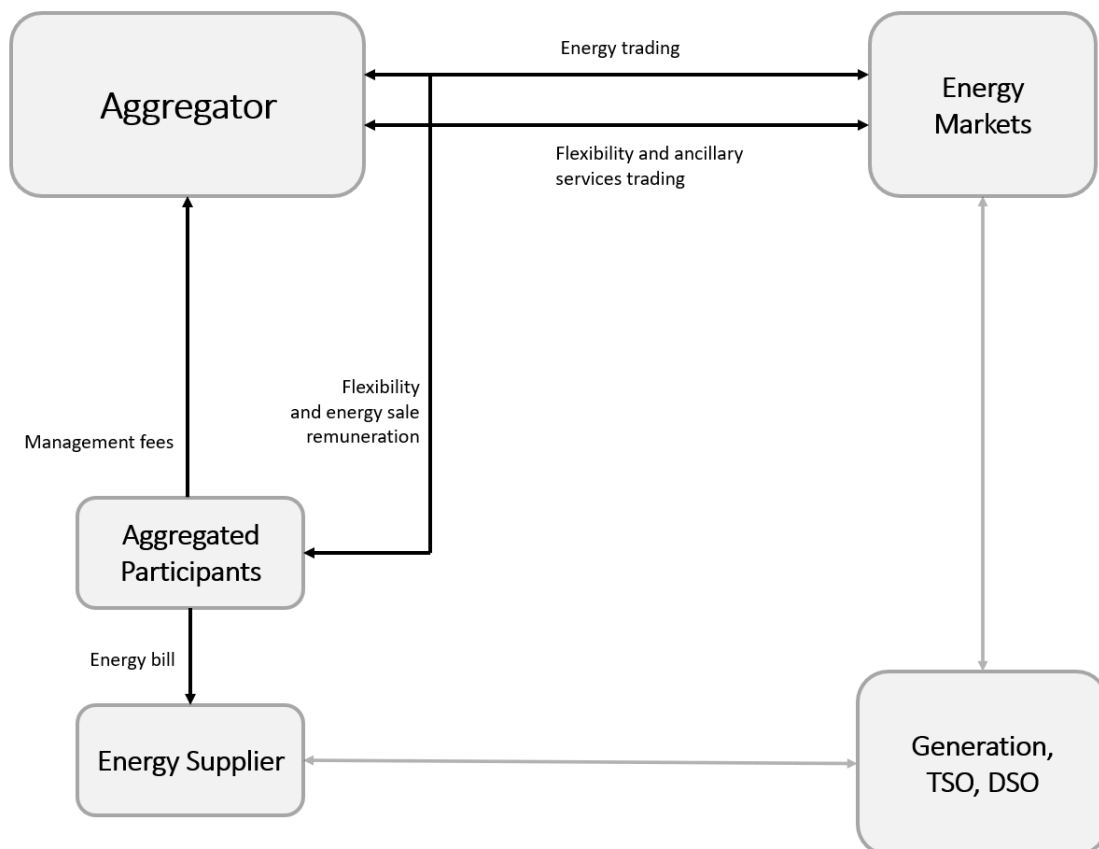 Aggregator
Energy trading
Energy
Markets
Flexibility and ancillary
services trading
Flexibility
and energy sale
remuneration
Management fees
Aggregated
Participants
Energy bill
Energy Supplier
Generation,
TSO, DSO